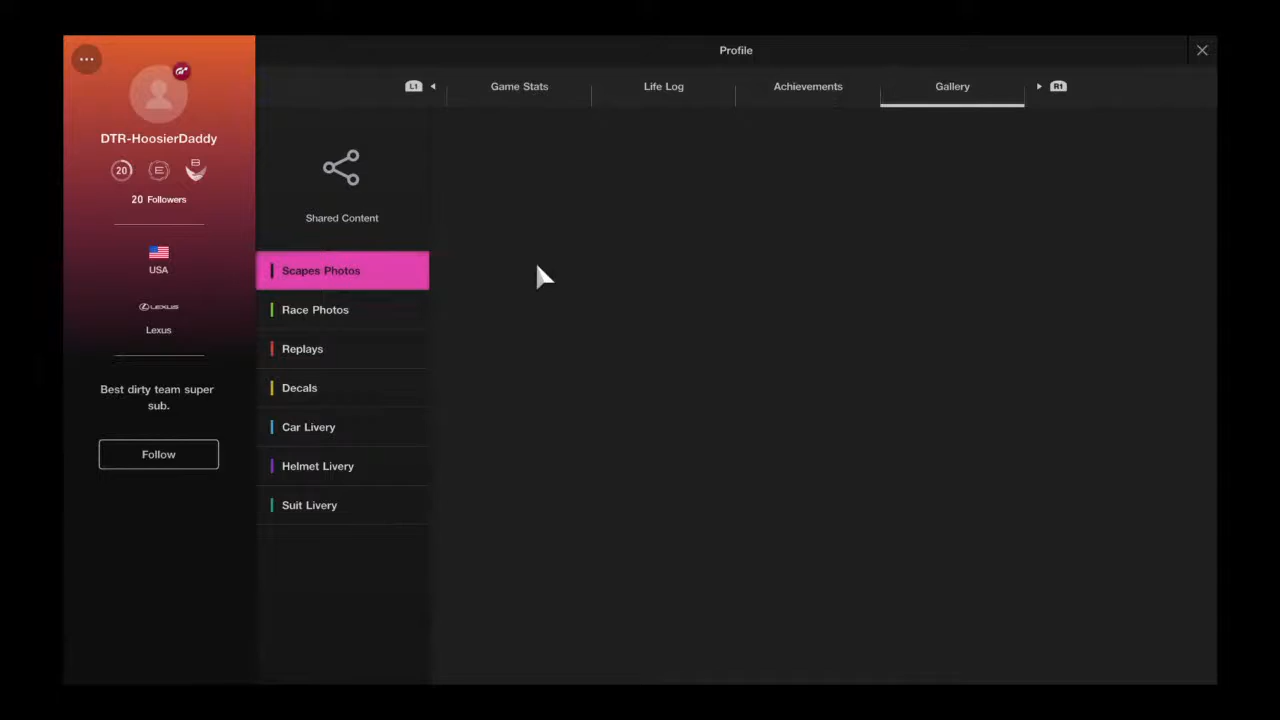 Profile
L1
Game Stats
Life Log
Achievements
Gallery
R1
DTR-HoosierDaddy
20
E
B
20 Followers
USA
LEXUS
Lexus
Best dirty team super
sub.
Follow
Shared Content
Scapes Photos
Race Photos
Replays
Decals
Car Livery
Helmet Livery
Suit Livery